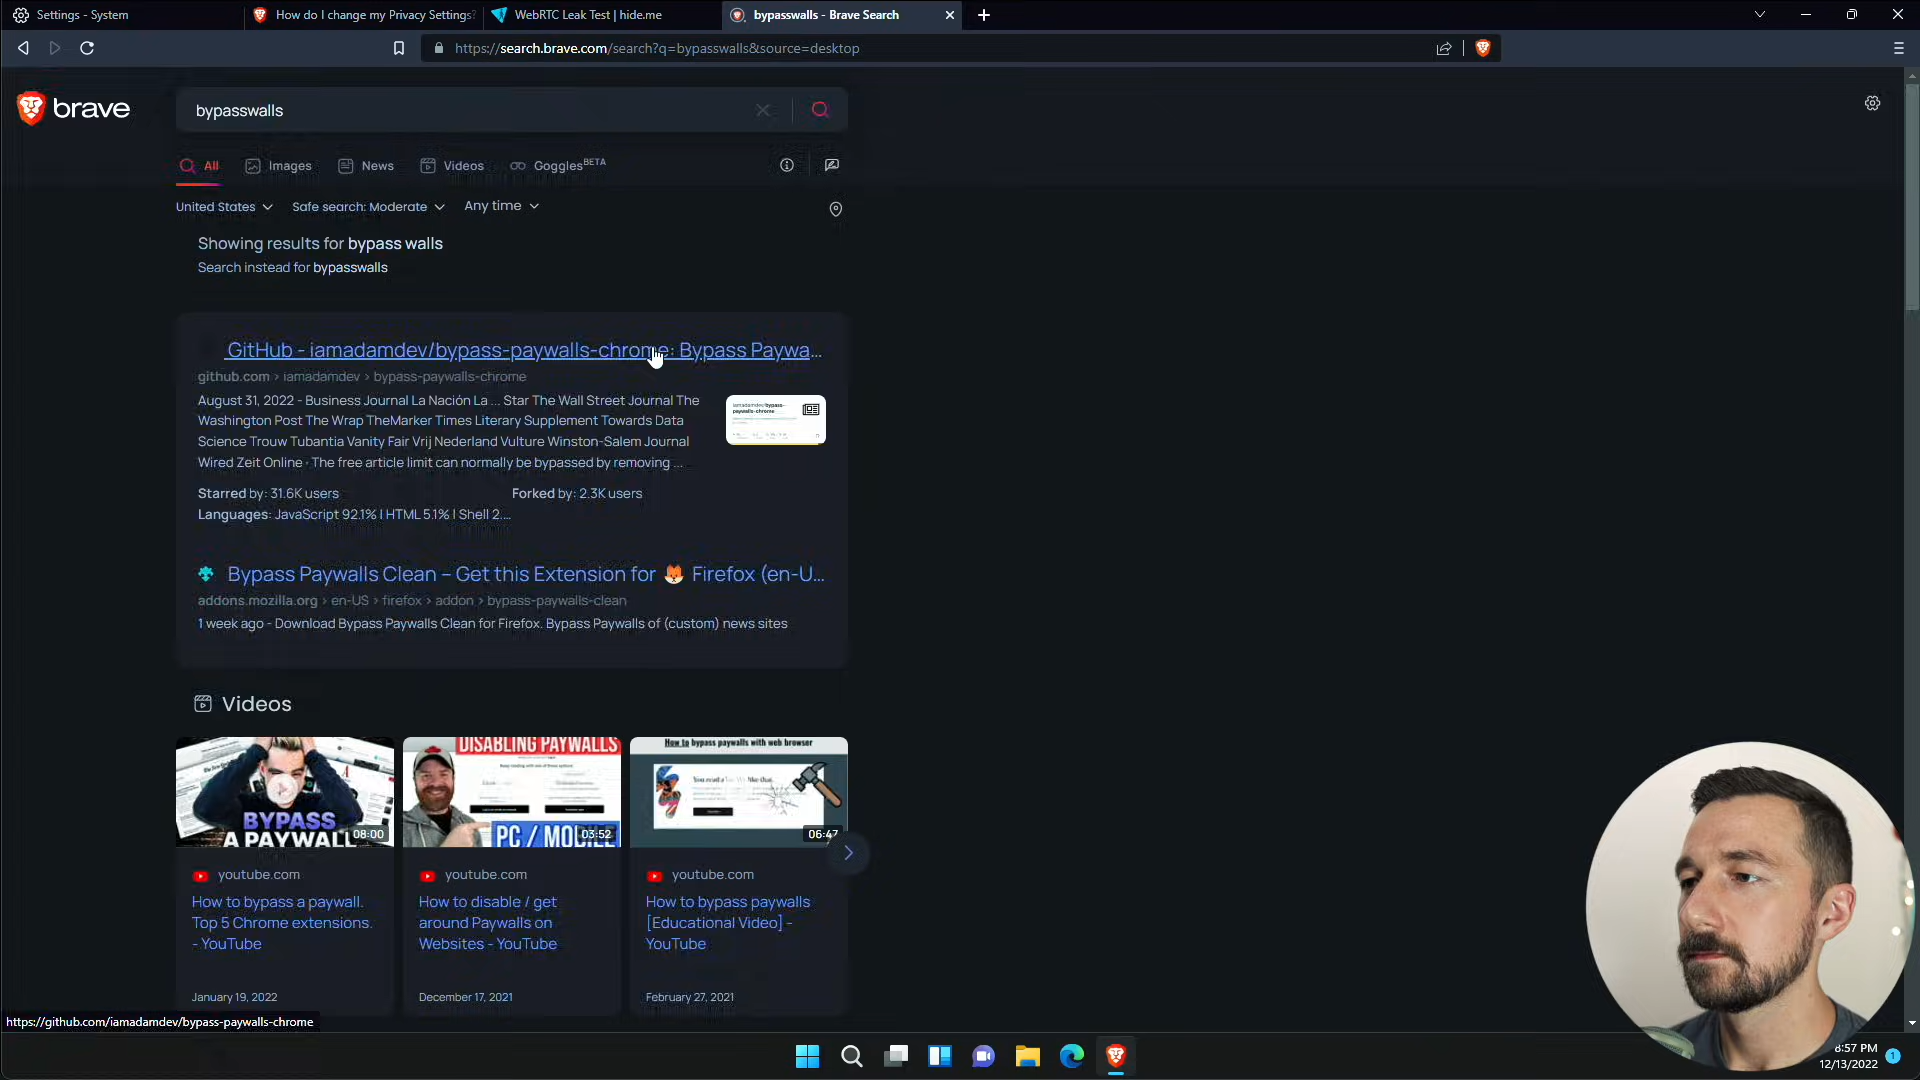 Settings - System
How do I change my Privacy Settings?
WebRTC Leak Test | hide.me
bypasswalls - Brave Search
https://search.brave.com/search?q=bypasswalls&source=desktop
brave
bypasswalls
All
Images
News
Videos
Goggles BETA
United States
Safe search: Moderate
Any time
Showing results for bypass walls
Search instead for bypasswalls
GitHub - iamadamdev/bypass-paywalls-chrome: Bypass Paywa...
github.com › iamadamdev › bypass-paywalls-chrome
August 31, 2022 - Business Journal La Nación La ... Star The Wall Street Journal The
Washington Post The Wrap TheMarker Times Literary Supplement Towards Data
Science Trouw Tubantia Vanity Fair Vrij Nederland Vulture Winston-Salem Journal
Wired Zeit Online · The free article limit can normally be bypassed by removing ...
iamadamdev/bypass-
paywalls-chrome
Starred by: 31.6K users
Forked by: 2.3K users
Languages: JavaScript 92.1% | HTML 5.1% | Shell 2....
Bypass Paywalls Clean – Get this Extension for 🦊 Firefox (en-U...
addons.mozilla.org › en-US › firefox › addon › bypass-paywalls-clean
1 week ago - Download Bypass Paywalls Clean for Firefox. Bypass Paywalls of (custom) news sites
Videos
BYPASS
A PAYWALL
08:00
DISABLING PAYWALLS
PC / MOBILE
03:52
How to bypass paywalls with web browser
06:47
youtube.com
How to bypass a paywall.
Top 5 Chrome extensions.
- YouTube
January 19, 2022
youtube.com
How to disable / get
around Paywalls on
Websites - YouTube
December 17, 2021
youtube.com
How to bypass paywalls
[Educational Video] -
YouTube
February 27, 2021
https://github.com/iamadamdev/bypass-paywalls-chrome
8:57 PM
12/13/2022
1